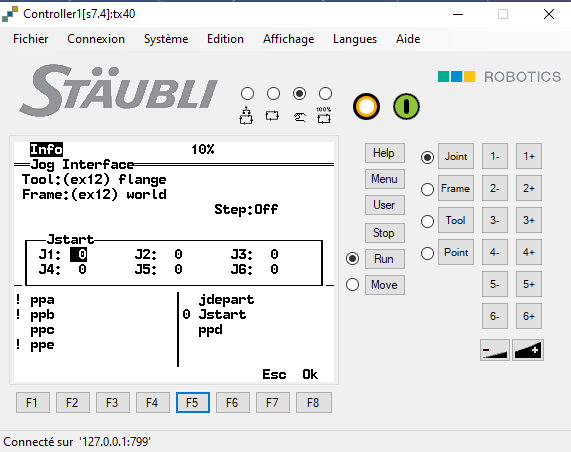 Controller1[s7.4]:tx40
Fichier Connexion Système Edition Affichage Langues Aide
STÄUBLI
ROBOTICS
100%
Info 10%
Jog Interface
Tool:(ex12) flange
Frame:(ex12) world
Step:Off
Jstart
J1: 0 J2: 0 J3: 0
J4: 0 J5: 0 J6: 0
! ppa jdepart
! ppb 0 Jstart
ppc ppd
! ppe
Esc Ok
F1 F2 F3 F4 F5 F6 F7 F8
Help
Menu
User
Stop
Run
Move
Joint 1- 1+
Frame 2- 2+
Tool 3- 3+
Point 4- 4+
5- 5+
6- 6+
- +
Connecté sur '127.0.0.1:799'